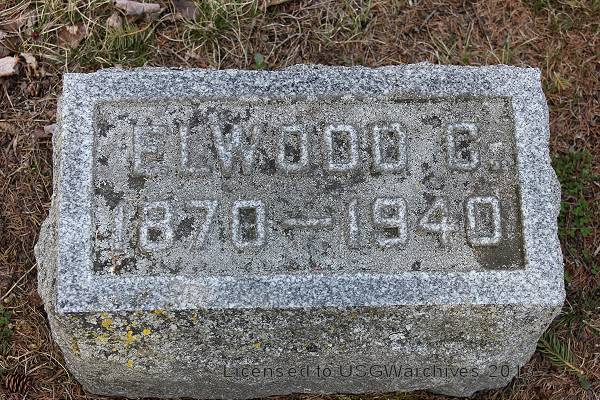 ELWOOD C.
1870—1940
Licensed to USGWarchives 201